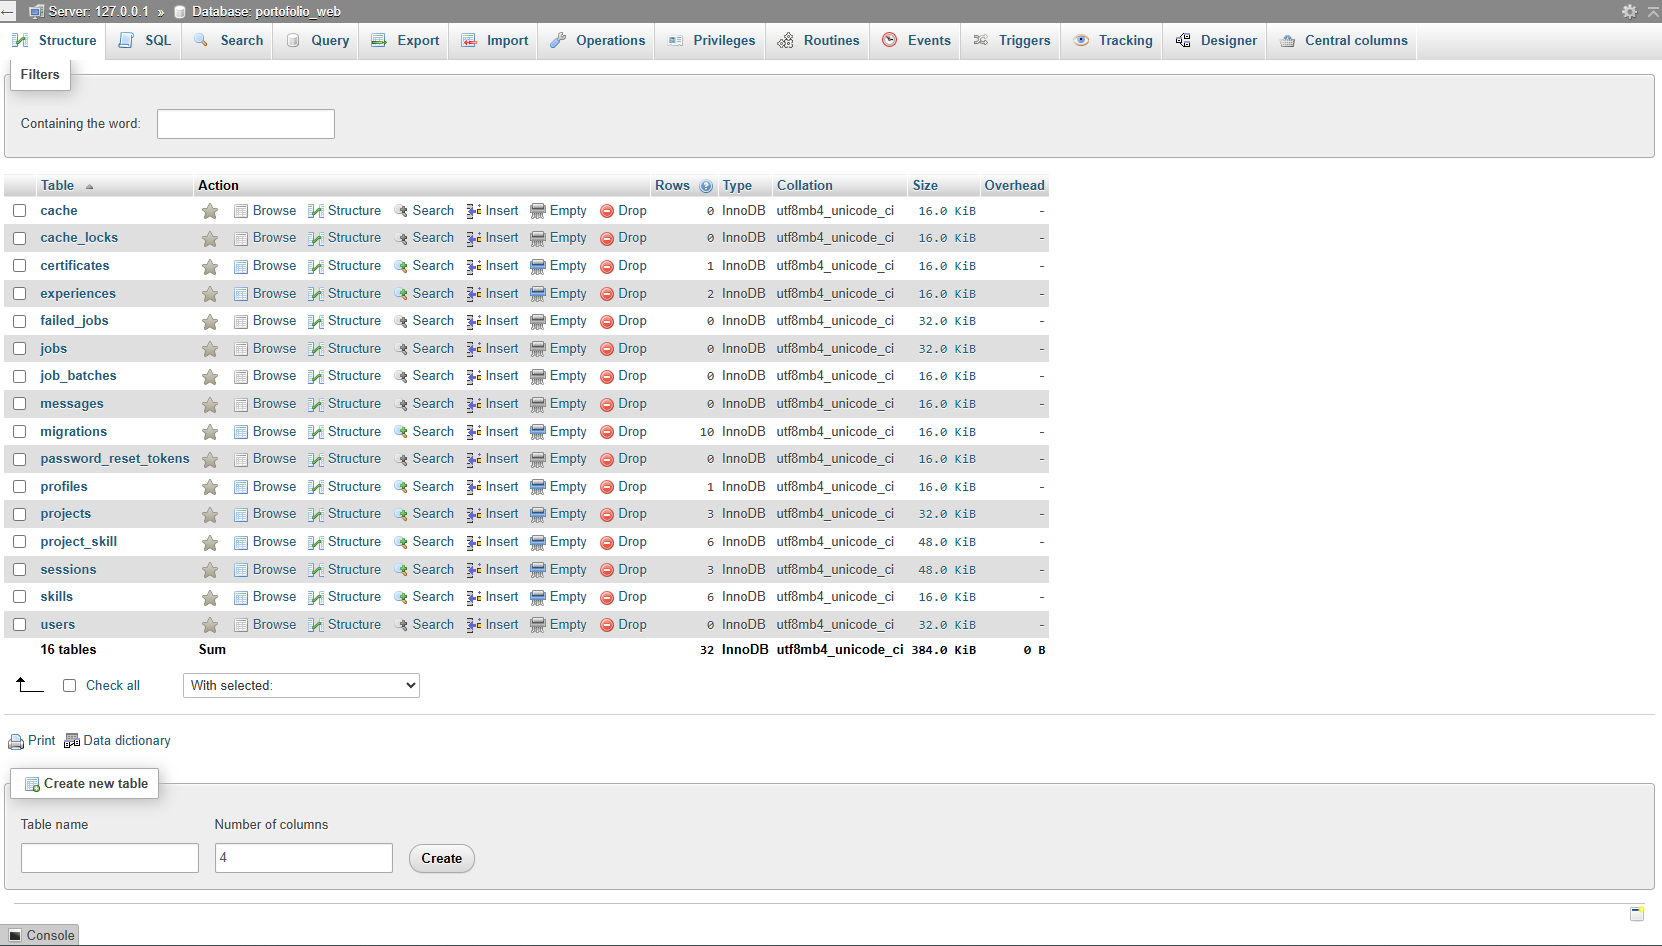 Server: 127.0.0.1 » Database: portofolio_web
Structure SQL Search Query Export Import Operations Privileges Routines Events Triggers Tracking Designer Central columns
Filters
Containing the word:
Table Action Rows Type Collation Size Overhead
cache Browse Structure Search Insert Empty Drop 0 InnoDB utf8mb4_unicode_ci 16.0 KiB -
cache_locks Browse Structure Search Insert Empty Drop 0 InnoDB utf8mb4_unicode_ci 16.0 KiB -
certificates Browse Structure Search Insert Empty Drop 1 InnoDB utf8mb4_unicode_ci 16.0 KiB -
experiences Browse Structure Search Insert Empty Drop 2 InnoDB utf8mb4_unicode_ci 16.0 KiB -
failed_jobs Browse Structure Search Insert Empty Drop 0 InnoDB utf8mb4_unicode_ci 32.0 KiB -
jobs Browse Structure Search Insert Empty Drop 0 InnoDB utf8mb4_unicode_ci 32.0 KiB -
job_batches Browse Structure Search Insert Empty Drop 0 InnoDB utf8mb4_unicode_ci 16.0 KiB -
messages Browse Structure Search Insert Empty Drop 0 InnoDB utf8mb4_unicode_ci 16.0 KiB -
migrations Browse Structure Search Insert Empty Drop 10 InnoDB utf8mb4_unicode_ci 16.0 KiB -
password_reset_tokens Browse Structure Search Insert Empty Drop 0 InnoDB utf8mb4_unicode_ci 16.0 KiB -
profiles Browse Structure Search Insert Empty Drop 1 InnoDB utf8mb4_unicode_ci 16.0 KiB -
projects Browse Structure Search Insert Empty Drop 3 InnoDB utf8mb4_unicode_ci 32.0 KiB -
project_skill Browse Structure Search Insert Empty Drop 6 InnoDB utf8mb4_unicode_ci 48.0 KiB -
sessions Browse Structure Search Insert Empty Drop 3 InnoDB utf8mb4_unicode_ci 48.0 KiB -
skills Browse Structure Search Insert Empty Drop 6 InnoDB utf8mb4_unicode_ci 16.0 KiB -
users Browse Structure Search Insert Empty Drop 0 InnoDB utf8mb4_unicode_ci 32.0 KiB -
16 tables Sum 32 InnoDB utf8mb4_unicode_ci 384.0 KiB 0 B
Check all With selected:
Print Data dictionary
Create new table
Table name Number of columns
4 Create
Console